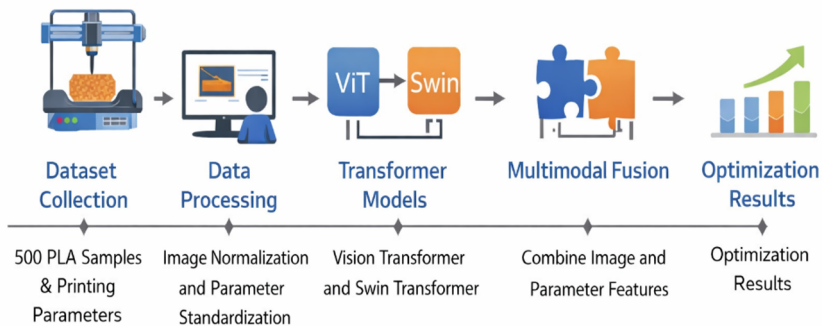 ViT
Swin
Dataset
Collection
Data
Processing
Transformer
Models
Multimodal Fusion
Optimization
Results
500 PLA Samples
& Printing
Parameters
Image Normalization
and Parameter
Standardization
Vision Transformer
and Swin Transformer
Combine Image and
Parameter Features
Optimization
Results